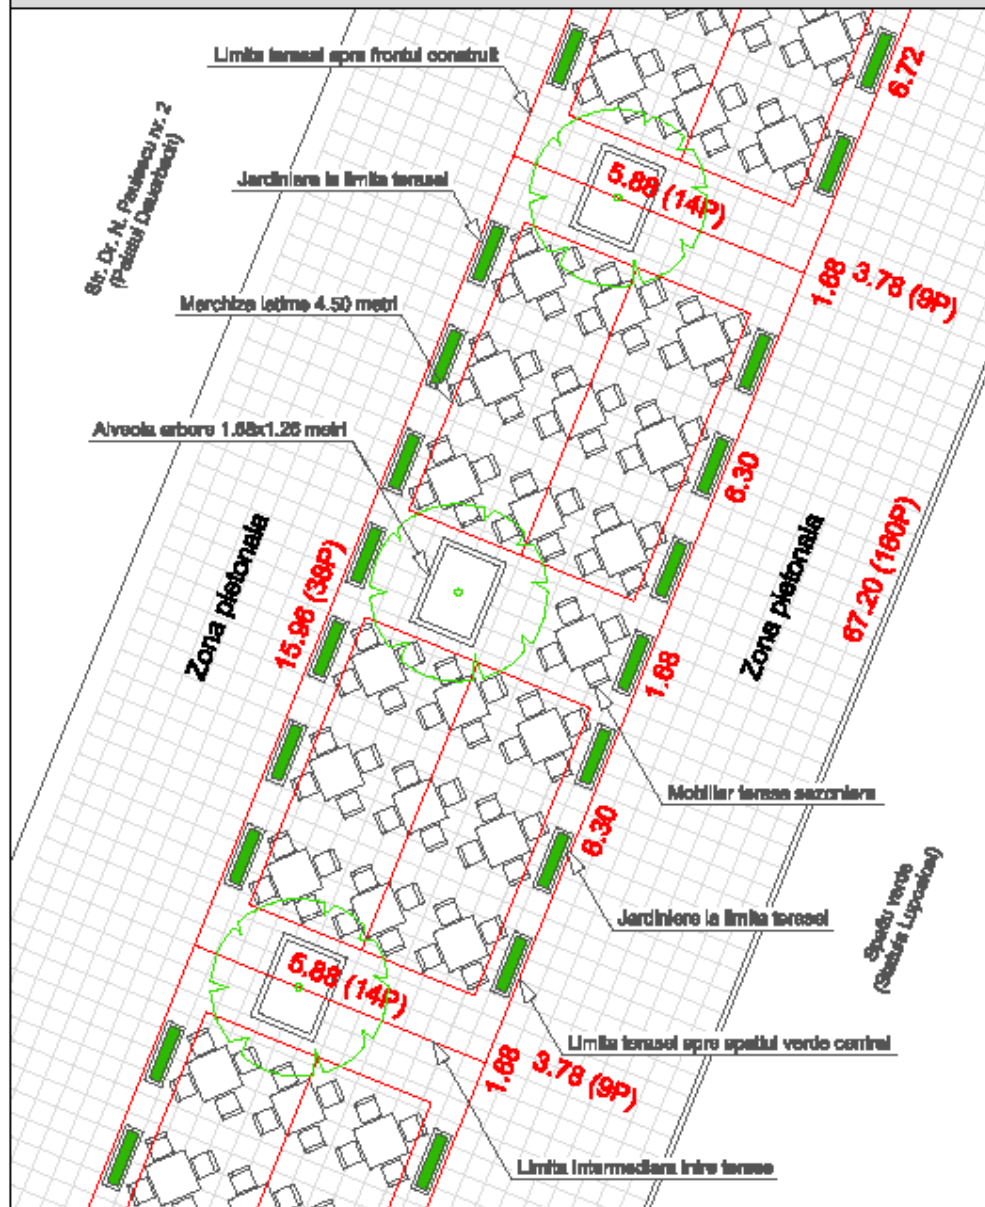 Limita terasei spre frontul construit
6.72
Str. Dr. N. Paulescu nr. 2
(Palatul Dauerbach)
Jardiniere la limita terasei
5.88 (14P)
1.68
3.78 (9P)
Marchiza latime 4.50 metri
Alveola arbore 1.68x1.26 metri
6.30
Zona pietonala
15.96 (38P)
Zona pietonala
67.20 (160P)
1.68
Mobilier terasa sezoniera
6.30
Jardiniere la limita terasei
Spatiu verde
(Statuia Lupoaicei)
5.88 (14P)
Limita terasei spre spatiul verde central
1.68
3.78 (9P)
Limita intermediara intre terase